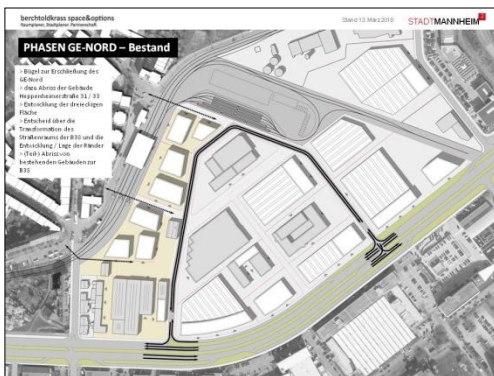 berchtoldkrass space&options
Raumplaner, Stadtplaner Partnerschaft
Stand 13. März 2018
STADTMANNHEIM²
PHASEN GE-NORD – Bestand
> Bügel zur Erschließung des
GE-Nord
> dazu Abriss der Gebäude
Heppenheimerstraße 31 / 33
> Entwicklung der dreieckigen
Fläche
> Entscheid über die
Transformation des
Straßenraums der B38 und die
Entwicklung / Lage der Ränder
> (Teil-) Abriss von
bestehenden Gebäuden zur
B38